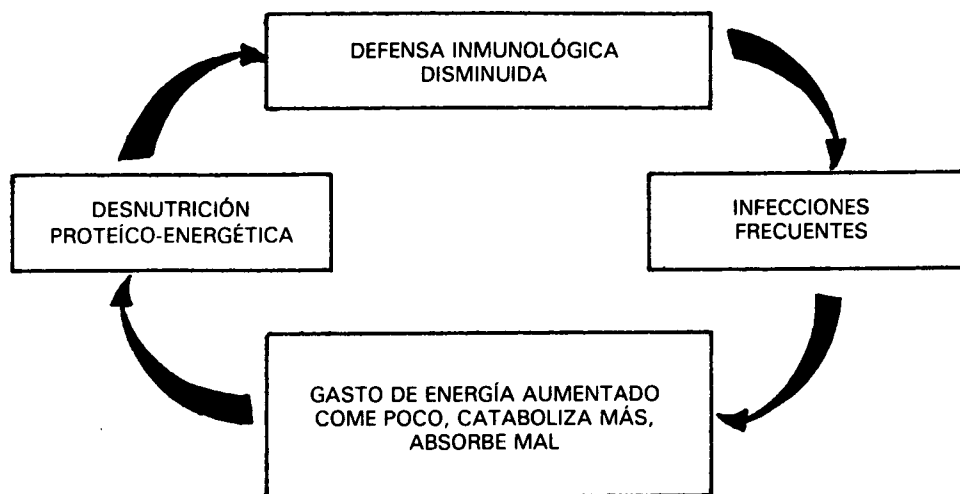 DEFENSA INMUNOLÓGICA
DISMINUIDA
DESNUTRICIÓN
PROTEÍCO-ENERGÉTICA
INFECCIONES
FRECUENTES
GASTO DE ENERGÍA AUMENTADO
COME POCO, CATABOLIZA MÁS,
ABSORBE MAL